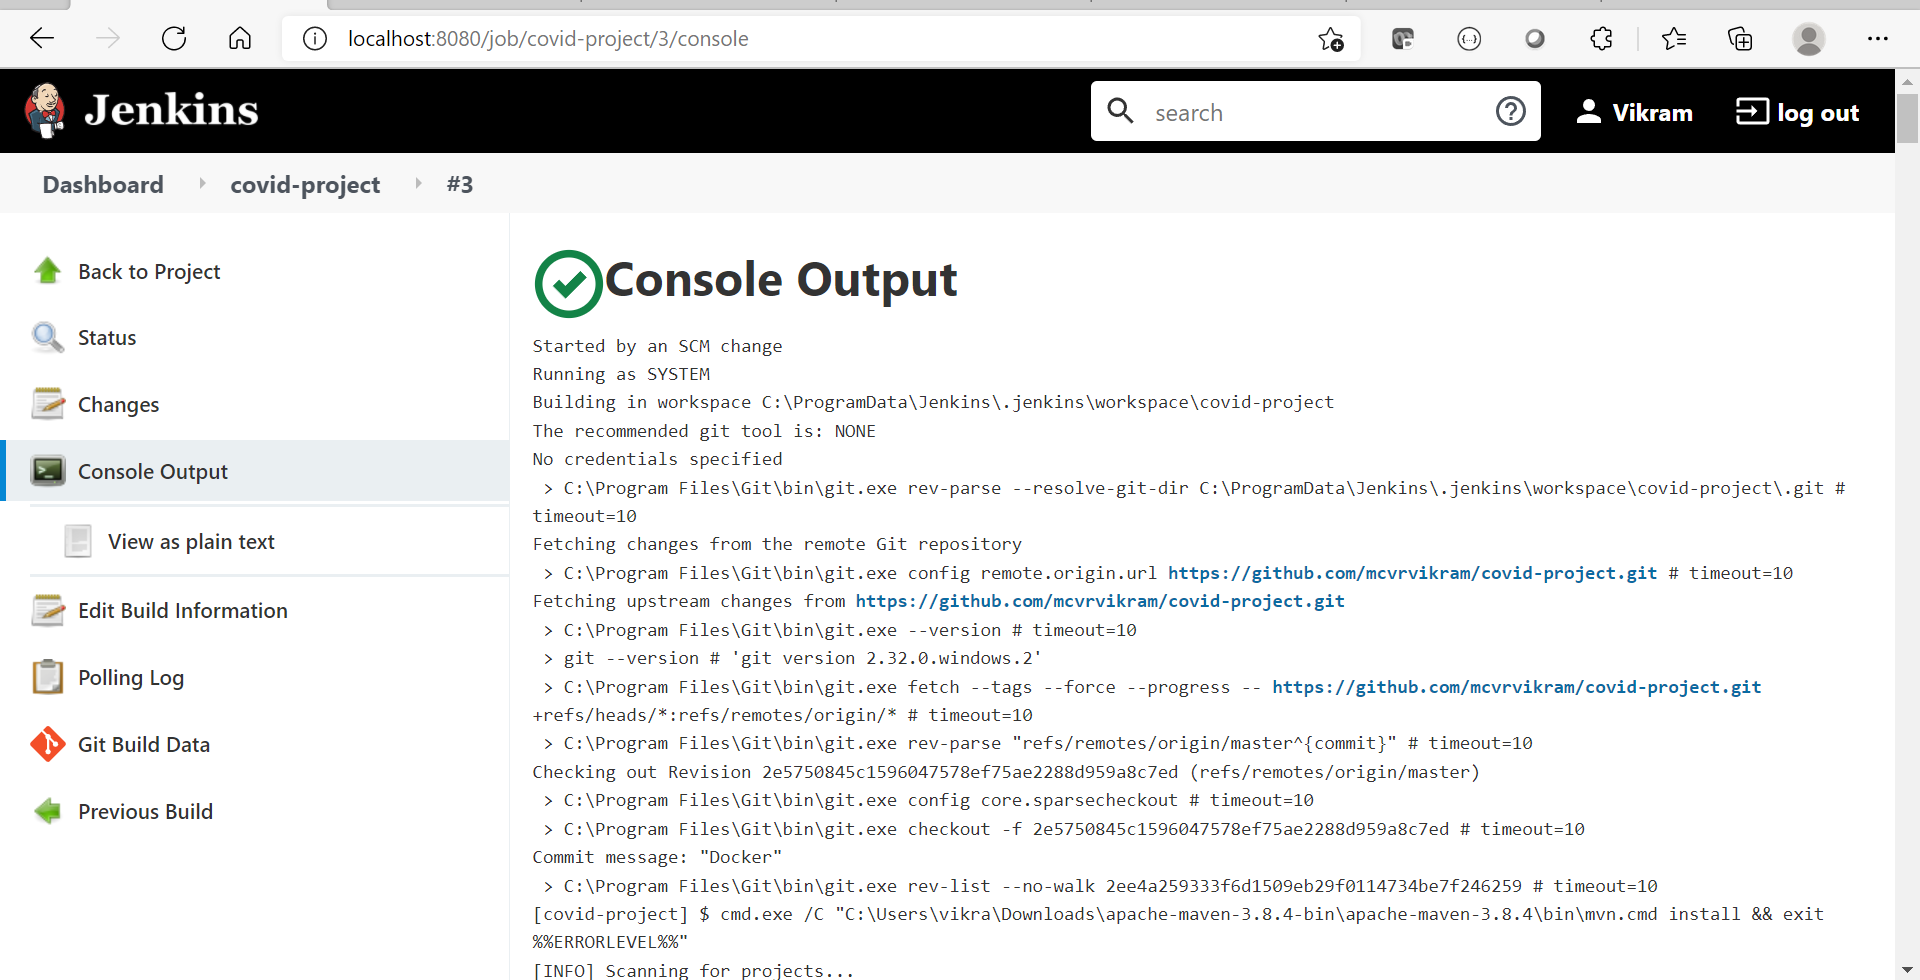 localhost:8080/job/covid-project/3/console
Jenkins
search
Vikram
log out
Dashboard
covid-project
#3
Back to Project
Status
Changes
Console Output
View as plain text
Edit Build Information
Polling Log
Git Build Data
Previous Build
Console Output
Started by an SCM change
Running as SYSTEM
Building in workspace C:\ProgramData\Jenkins\.jenkins\workspace\covid-project
The recommended git tool is: NONE
No credentials specified
> C:\Program Files\Git\bin\git.exe rev-parse --resolve-git-dir C:\ProgramData\Jenkins\.jenkins\workspace\covid-project\.git #
timeout=10
Fetching changes from the remote Git repository
> C:\Program Files\Git\bin\git.exe config remote.origin.url https://github.com/mcvrvikram/covid-project.git # timeout=10
Fetching upstream changes from https://github.com/mcvrvikram/covid-project.git
> C:\Program Files\Git\bin\git.exe --version # timeout=10
> git --version # 'git version 2.32.0.windows.2'
> C:\Program Files\Git\bin\git.exe fetch --tags --force --progress -- https://github.com/mcvrvikram/covid-project.git
+refs/heads/*:refs/remotes/origin/* # timeout=10
> C:\Program Files\Git\bin\git.exe rev-parse "refs/remotes/origin/master^{commit}" # timeout=10
Checking out Revision 2e5750845c1596047578ef75ae2288d959a8c7ed (refs/remotes/origin/master)
> C:\Program Files\Git\bin\git.exe config core.sparsecheckout # timeout=10
> C:\Program Files\Git\bin\git.exe checkout -f 2e5750845c1596047578ef75ae2288d959a8c7ed # timeout=10
Commit message: "Docker"
> C:\Program Files\Git\bin\git.exe rev-list --no-walk 2ee4a259333f6d1509eb29f0114734be7f246259 # timeout=10
[covid-project] $ cmd.exe /C "C:\Users\vikra\Downloads\apache-maven-3.8.4-bin\apache-maven-3.8.4\bin\mvn.cmd install && exit
%%ERRORLEVEL%%"
[INFO] Scanning for projects...